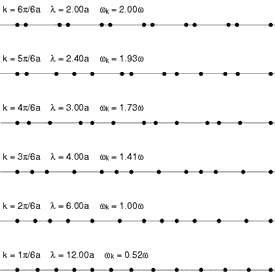 k = 6π/6a λ = 2.00a ωk = 2.00ω
k = 5π/6a λ = 2.40a ωk = 1.93ω
k = 4π/6a λ = 3.00a ωk = 1.73ω
k = 3π/6a λ = 4.00a ωk = 1.41ω
k = 2π/6a λ = 6.00a ωk = 1.00ω
k = 1π/6a λ = 12.00a ωk = 0.52ω